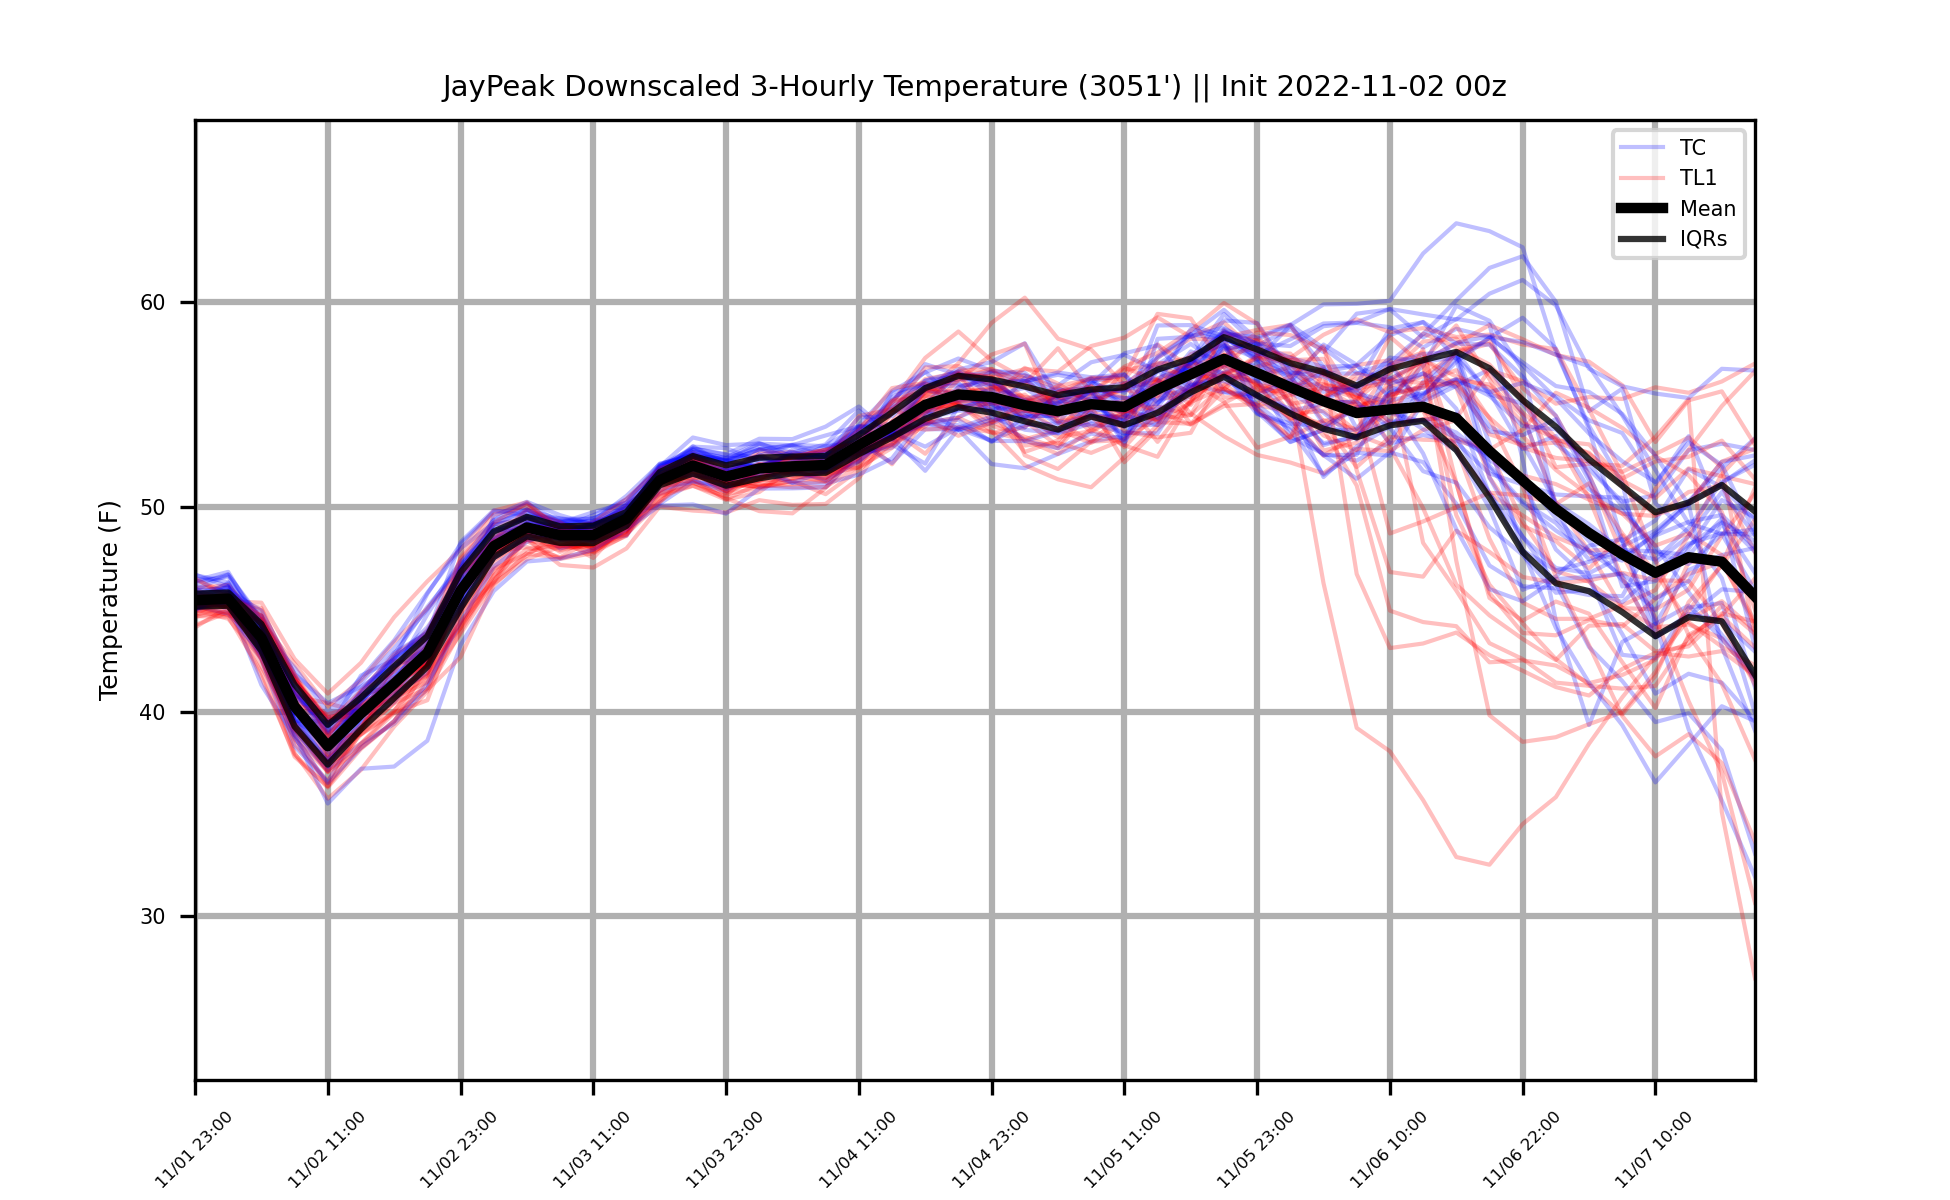 JayPeak Downscaled 3-Hourly Temperature (3051') || Init 2022-11-02 00z
TC
TL1
Mean
IQRs
Temperature (F)
60
50
40
30
11/01 23:00
11/02 11:00
11/02 23:00
11/03 11:00
11/03 23:00
11/04 11:00
11/04 23:00
11/05 11:00
11/05 23:00
11/06 10:00
11/06 22:00
11/07 10:00